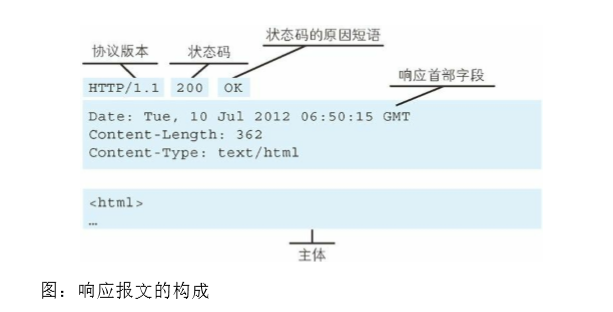 状态码的原因短语
协议版本 状态码
响应首部字段
HTTP/1.1 200 OK
Date: Tue, 10 Jul 2012 06:50:15 GMT
Content-Length: 362
Content-Type: text/html
<html>
…
主体
图：响应报文的构成